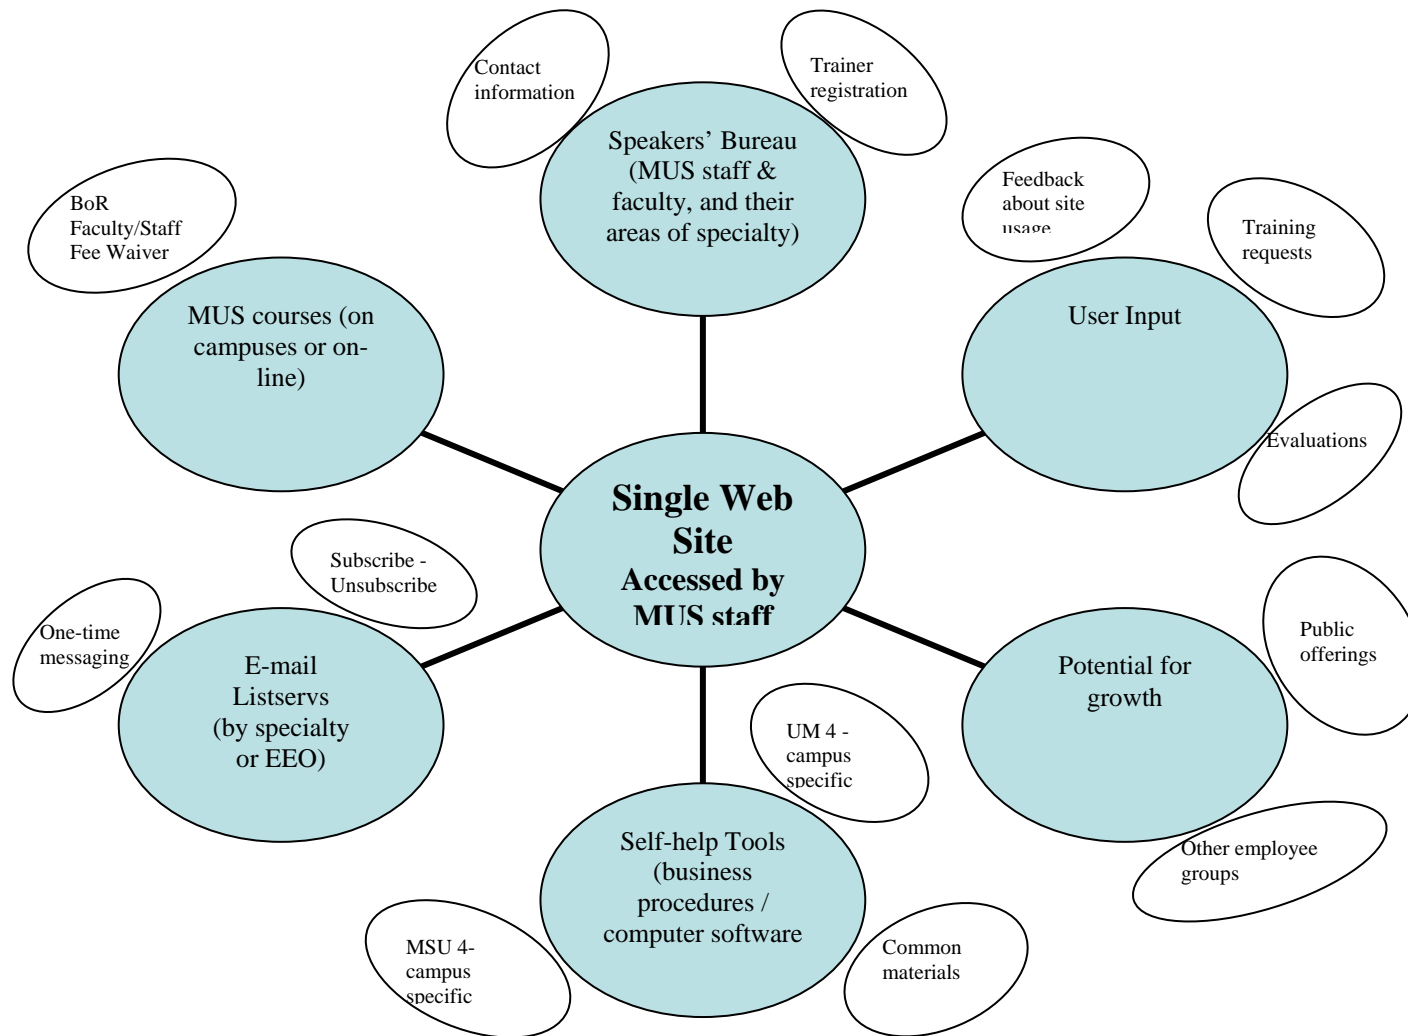 Contact
information
Trainer
registration
Speakers’ Bureau
(MUS staff &
faculty, and their
areas of specialty)
BoR
Faculty/Staff
Fee Waiver
Feedback
about site
usage
Training
requests
MUS courses (on
campuses or on-
line)
User Input
Evaluations
Single Web
Site
Accessed by
MUS staff
Subscribe -
Unsubscribe
One-time
messaging
E-mail
Listservs
(by specialty
or EEO)
Public
offerings
Potential for
growth
UM 4 -
campus
specific
Self-help Tools
(business
procedures /
computer software
Other employee
groups
MSU 4-
campus
specific
Common
materials